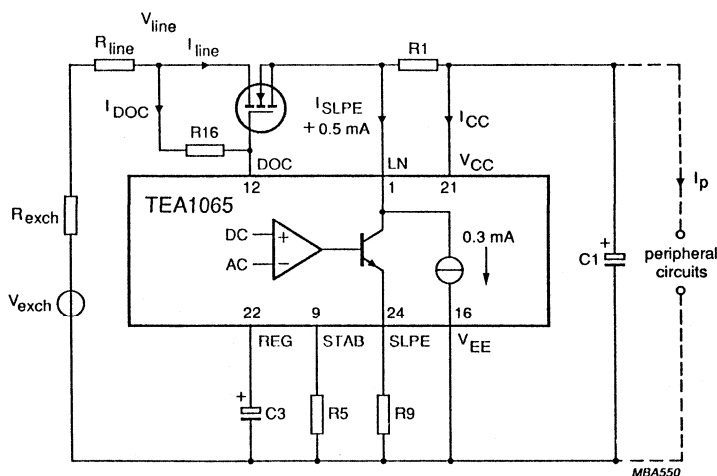 Vline
Rline
Iline
R1
IDOC
ISLPE
+ 0.5 mA
ICC
R16
DOC
LN
VCC
12
1
21
Ip
TEA1065
Rexch
DC
+
0.3 mA
AC
−
+
C1
peripheral
circuits
Vexch
22
9
24
16
REG
STAB
SLPE
VEE
+
C3
R5
R9
MBA550